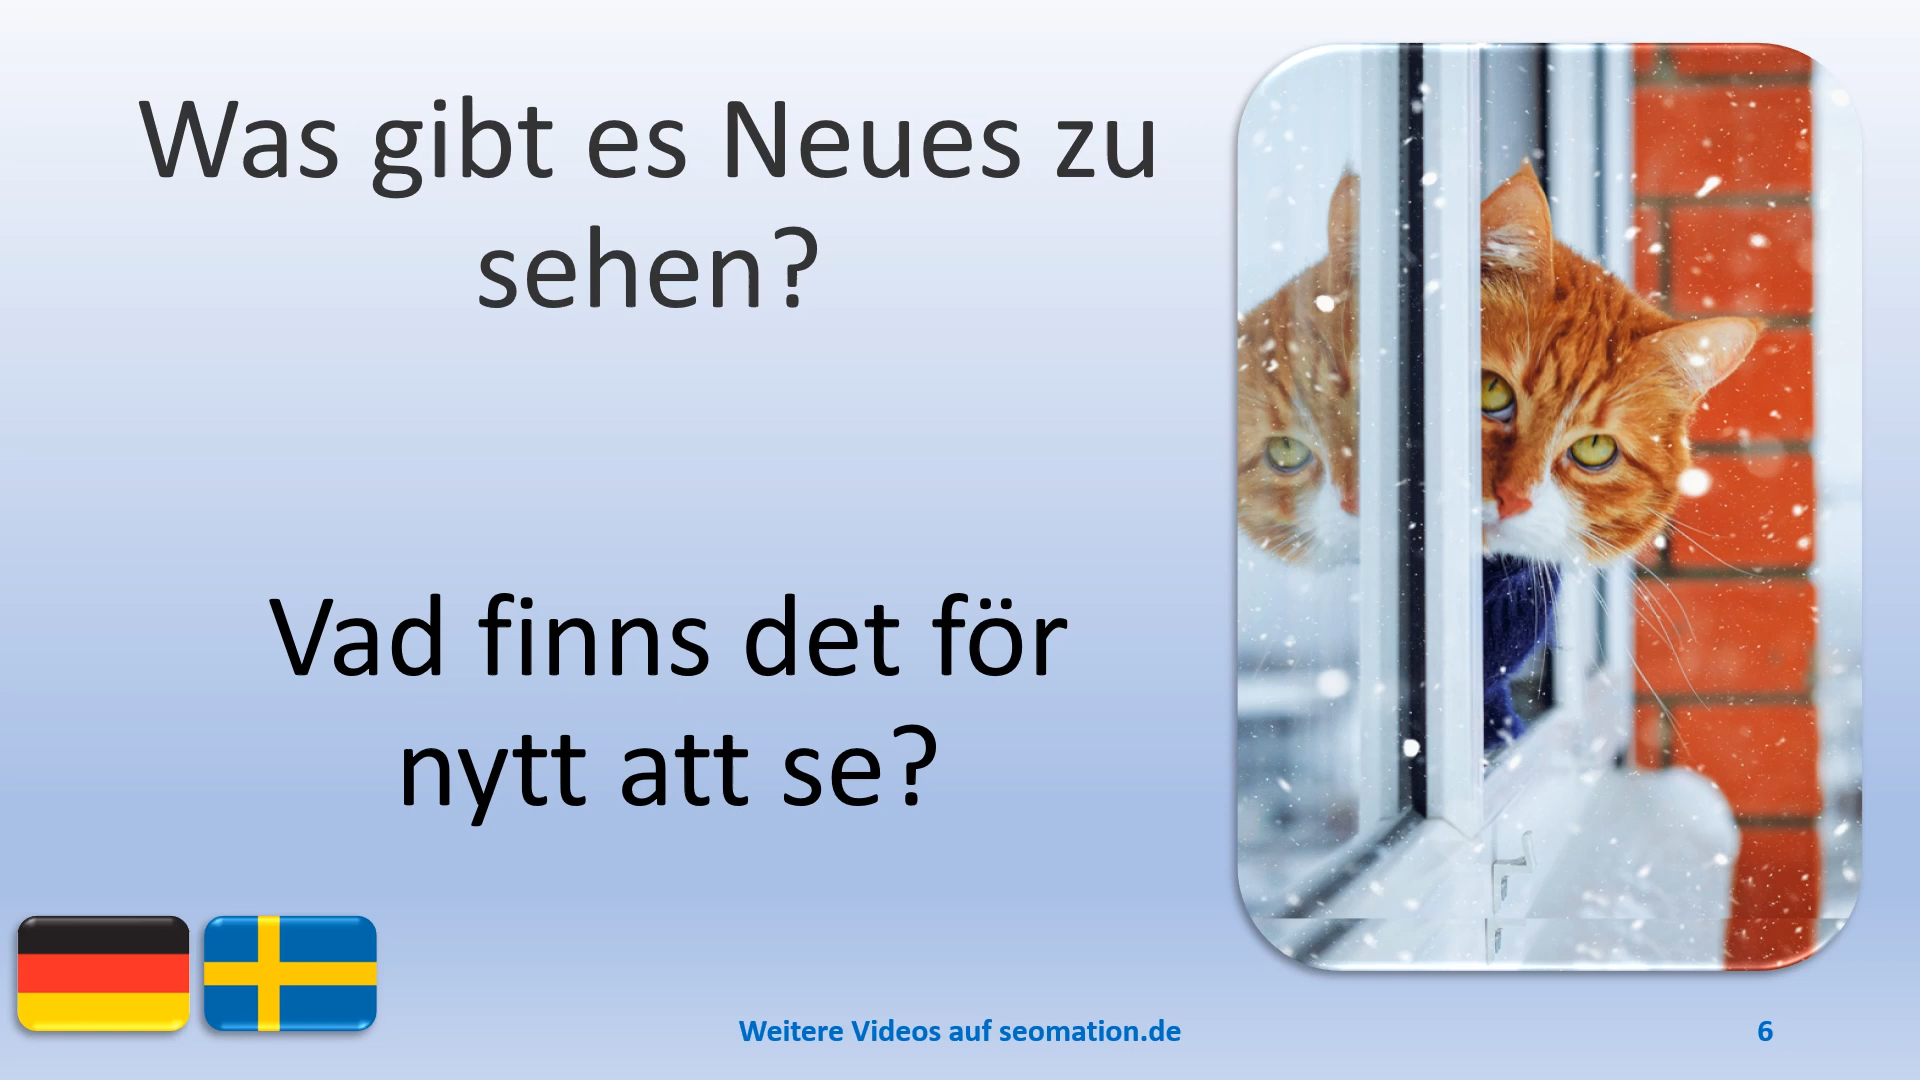 Was gibt es Neues zu
sehen?
Vad finns det för
nytt att se?
Weitere Videos auf seomation.de
6